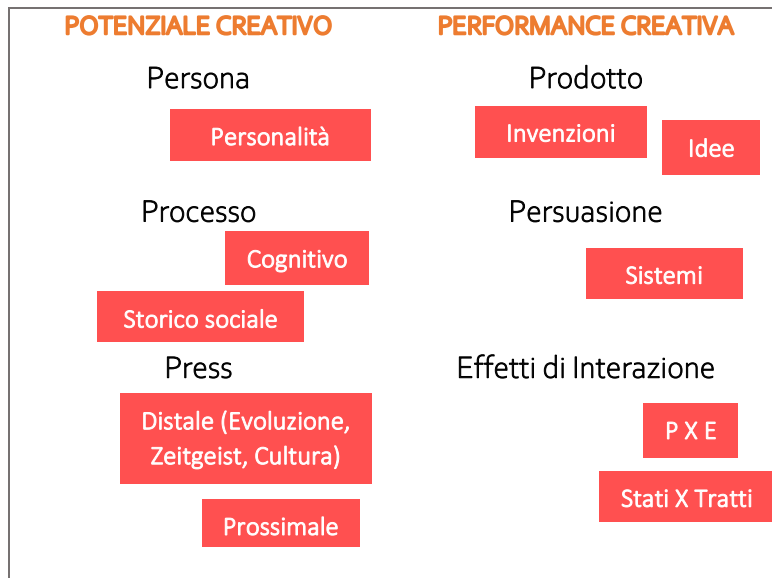 POTENZIALE CREATIVO
Persona
Personalità
Processo
Cognitivo
Storico sociale
Press
Distale (Evoluzione,
Zeitgeist, Cultura)
Prossimale
PERFORMANCE CREATIVA
Prodotto
Invenzioni
Idee
Persuasione
Sistemi
Effetti di Interazione
P X E
Stati X Tratti